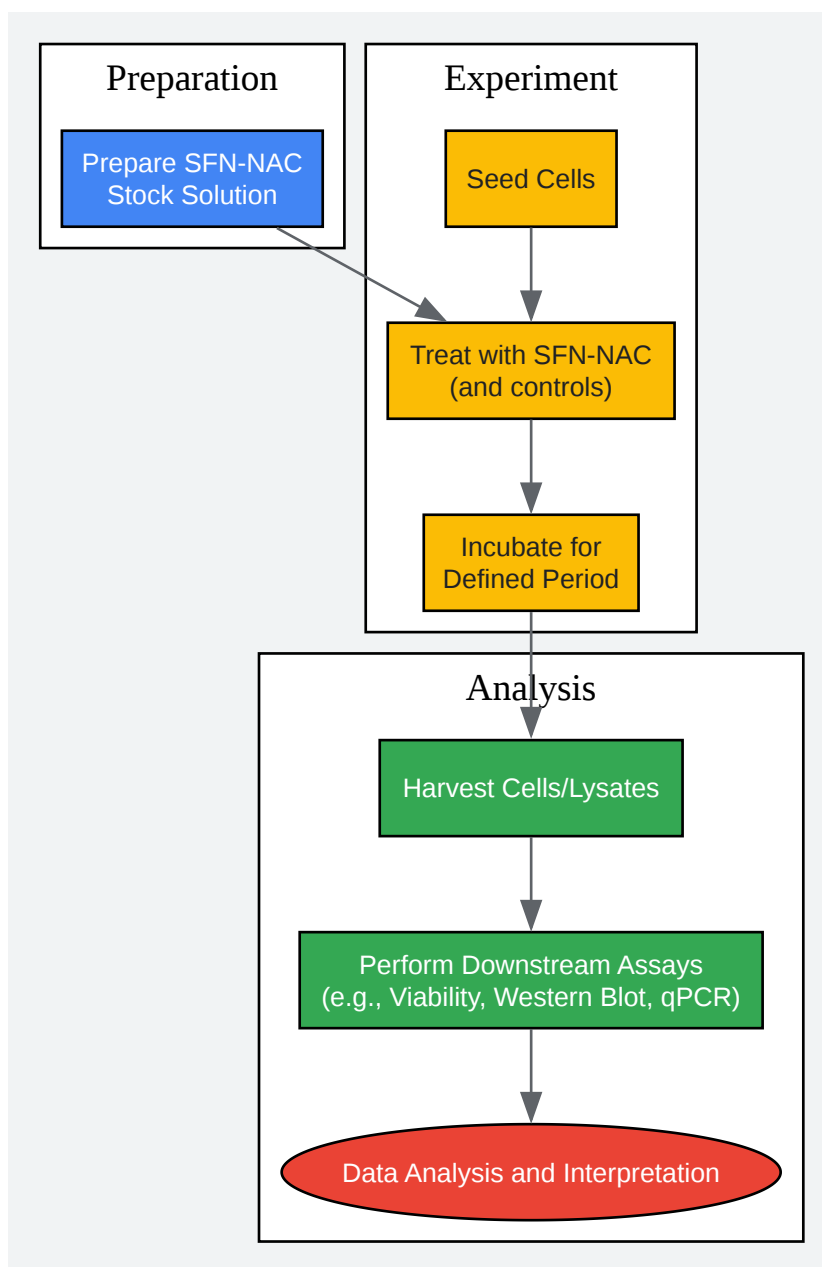 Preparation
Prepare SFN-NAC
Stock Solution
Experiment
Seed Cells
Treat with SFN-NAC
(and controls)
Incubate for
Defined Period
Analysis
Harvest Cells/Lysates
Perform Downstream Assays
(e.g., Viability, Western Blot, qPCR)
Data Analysis and Interpretation